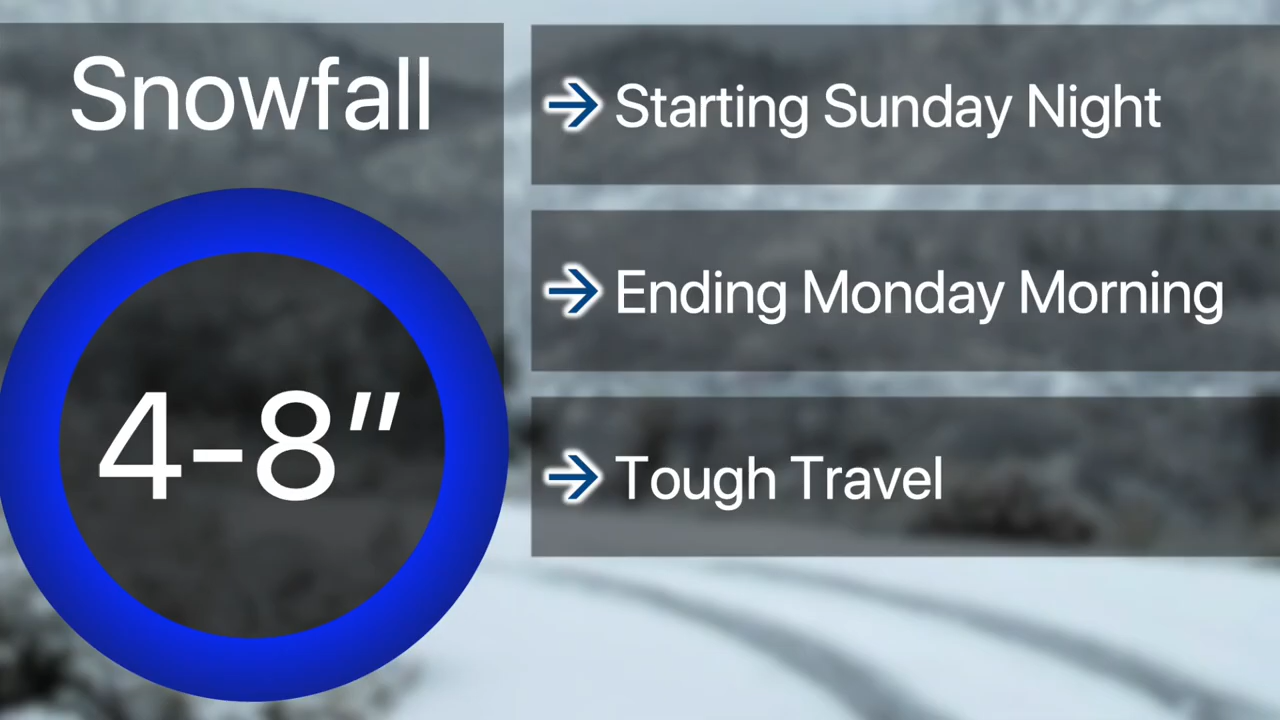 Snowfall
4-8"
Starting Sunday Night
Ending Monday Morning
Tough Travel